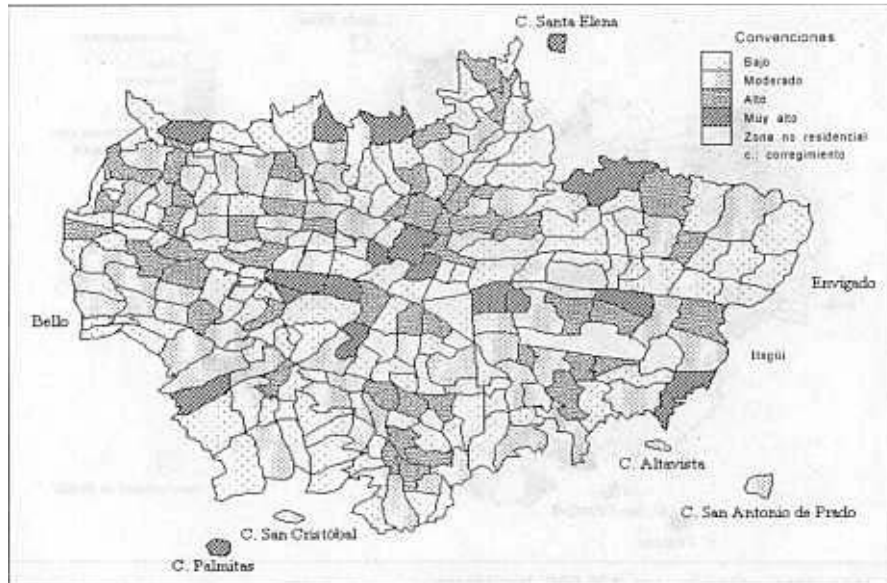 C. Santa Elena
Convenciones
Bajo
Moderado
Alto
Muy alto
Zona no residencial
c.: corregimiento
Envigado
Bello
Itagüi
C. Altavista
C. San Antonio de Prado
C. San Cristóbal
C. Palmitas